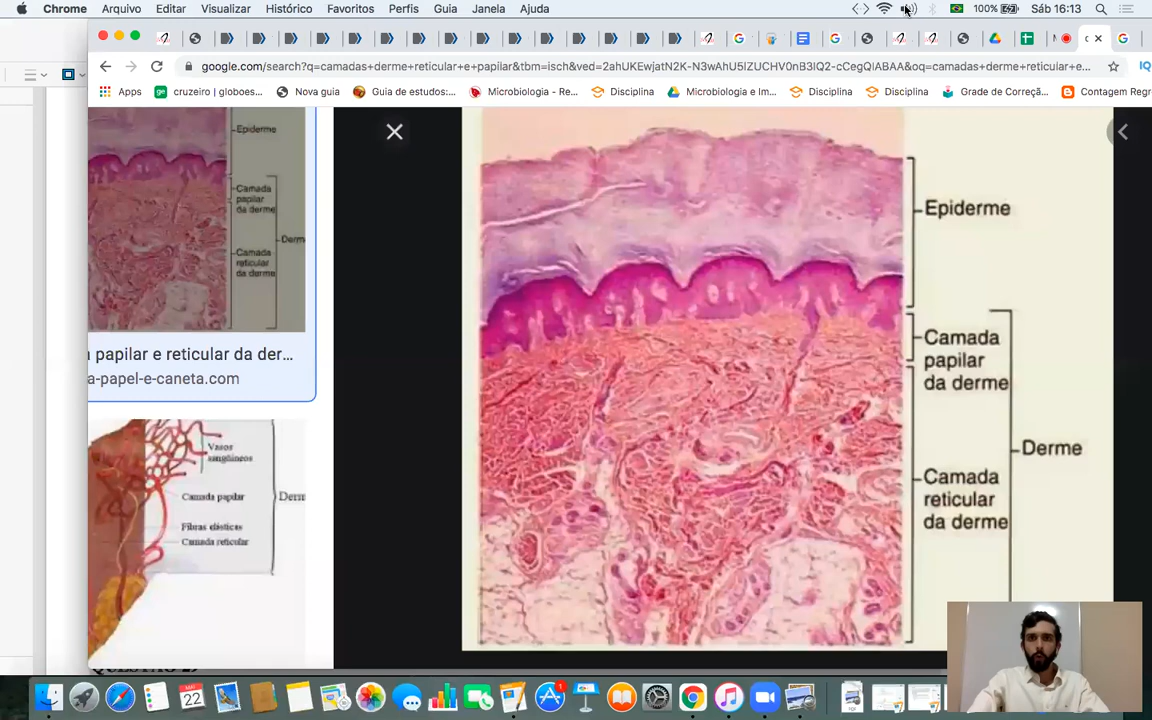 Chrome Arquivo Editar Visualizar Histórico Favoritos Perfis Guia Janela Ajuda 100% Sáb 16:13
google.com/search?q=camadas+derme+reticular+e+papilar&tbm=isch&ved=2ahUKEwjatN2K-N3wAhU5IZUCHV0nB3IQ2-cCegQIABAA&oq=camadas+derme+reticular+e...
Apps cruzeiro | globoes... Nova guia Guia de estudos:... Microbiologia - Re... Disciplina Microbiologia e Im... Disciplina Disciplina Grade de Correçã... Contagem Regr
Epiderme
Camada
papilar
da derme
Derm
Camada
reticular
da derme
papilar e reticular da der...
a-papel-e-caneta.com
Vasos
sanguíneos
Camada papilar
Derm
Fibras elásticas
Camada reticular
Epiderme
Camada
papilar
da derme
Derme
Camada
reticular
da derme
MAY
22
1